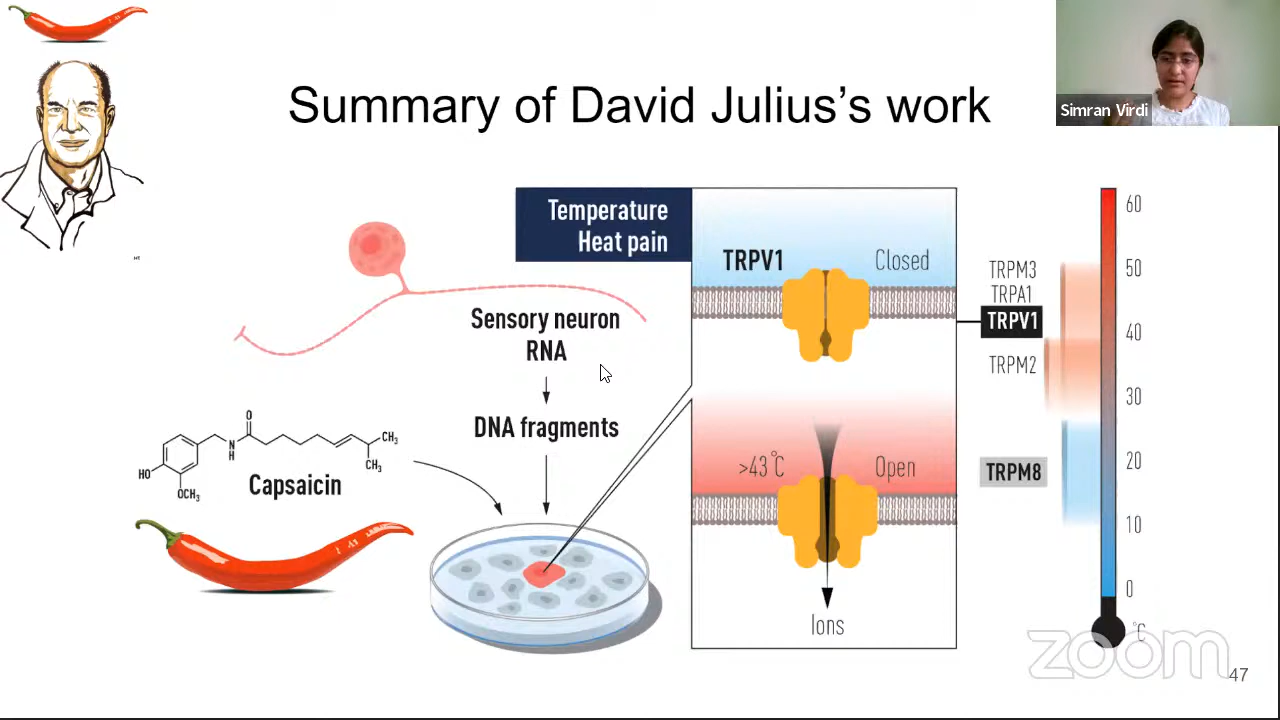 Summary of David Julius's work
Simran Virdi
Temperature
Heat pain
TRPV1
Closed
Sensory neuron
RNA
DNA fragments
O
N
H
CH₃
CH₃
HO
OCH₃
Capsaicin
>43°C
Open
Ions
TRPM3
TRPA1
TRPV1
TRPM2
TRPM8
60
50
40
30
20
10
0
°C
zoom
47